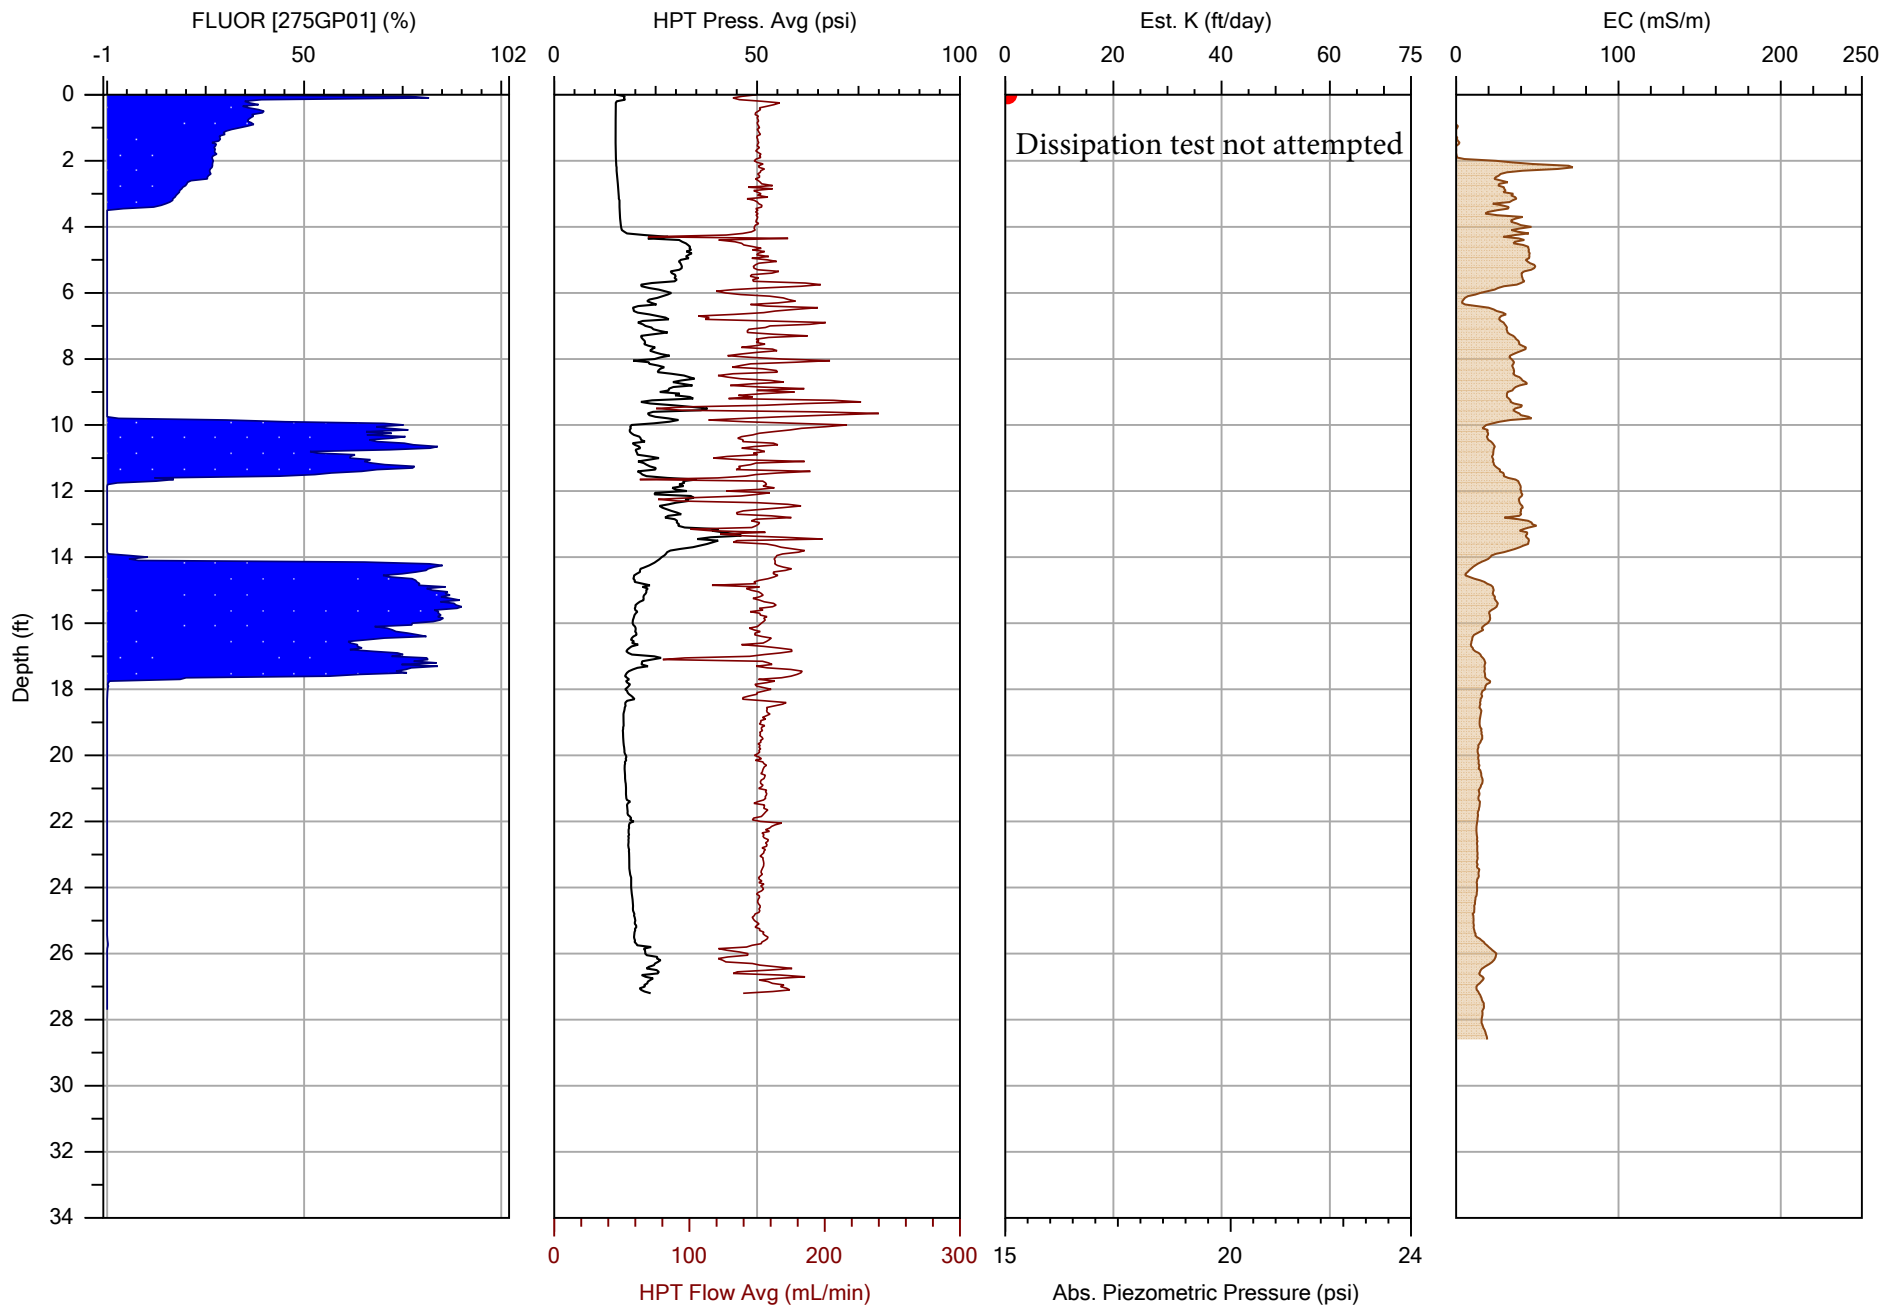 FLUOR [275GP01] (%)
HPT Press. Avg (psi)
Est. K (ft/day)
EC (mS/m)
-1 50 102
0 50 100
0 20 40 60 75
0 100 200 250
Dissipation test not attempted
0
2
4
6
8
10
12
14
16
18
20
22
24
26
28
30
32
34
Depth (ft)
0 100 200 300
15 20 24
HPT Flow Avg (mL/min)
Abs. Piezometric Pressure (psi)